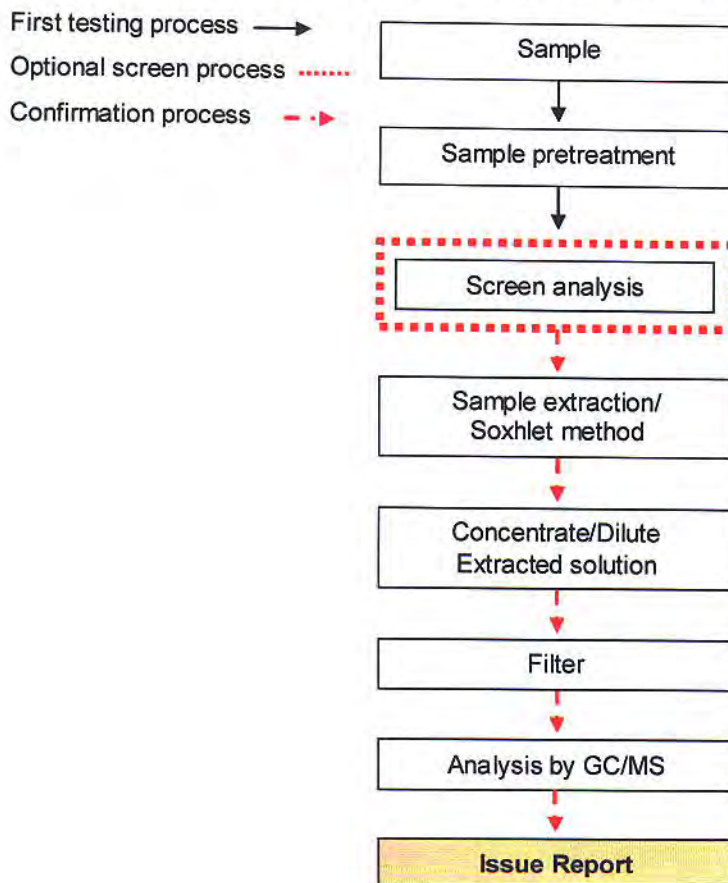 First testing process
Optional screen process
Confirmation process
Sample
Sample pretreatment
Screen analysis
Sample extraction/
Soxhlet method
Concentrate/Dilute
Extracted solution
Filter
Analysis by GC/MS
Issue Report